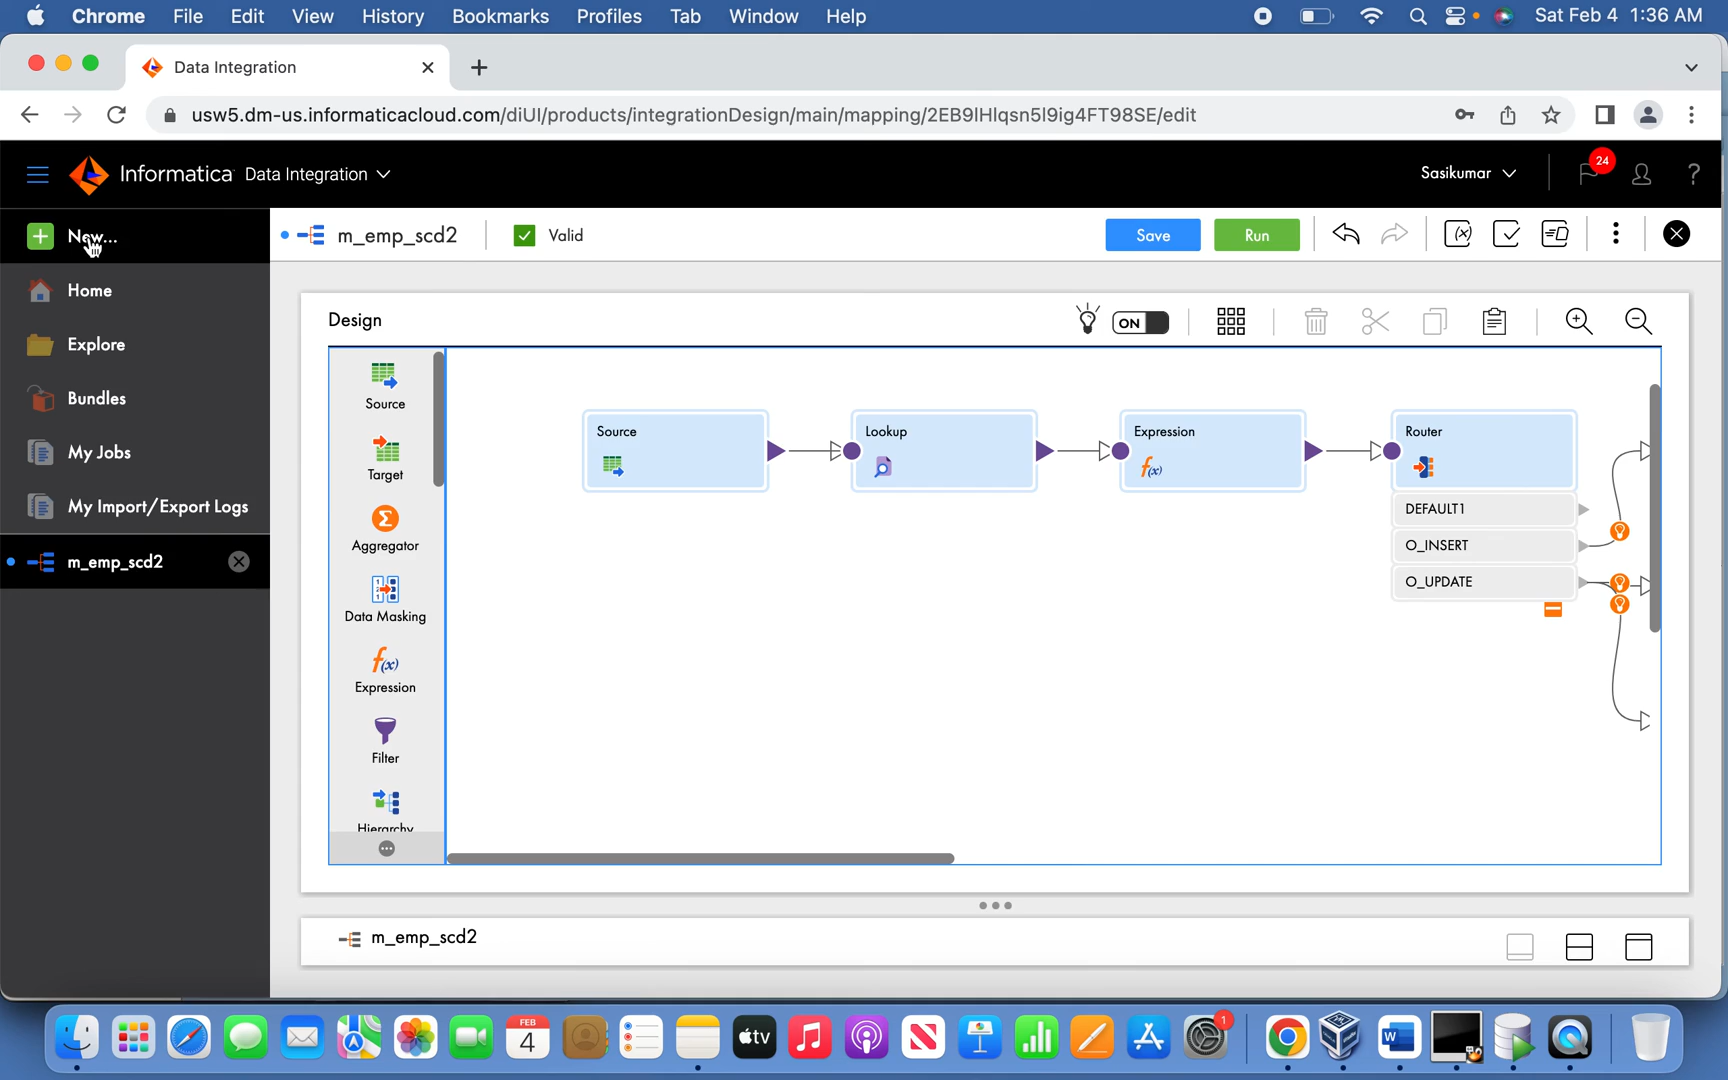 Chrome File Edit View History Bookmarks Profiles Tab Window Help Sat Feb 4 1:36 AM
Data Integration
usw5.dm-us.informaticacloud.com/diUI/products/integrationDesign/main/mapping/2EB9IHlqsn5l9ig4FT98SE/edit
Informatica Data Integration Sasikumar 24 ?
New... m_emp_scd2 Valid Save Run
Home
Explore
Bundles
My Jobs
My Import/Export Logs
m_emp_scd2
Design ON
Source
Target
Aggregator
Data Masking
Expression
Filter
Hierarchy
Source Lookup Expression Router
DEFAULT1
O_INSERT
O_UPDATE
m_emp_scd2
FEB
4
tv
1
W